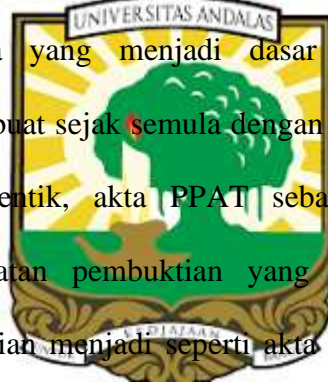 UNIVERSITAS ANDALAS
yang menjadi dasar
buat sejak semula dengan
entik, akta PPAT seba
atan pembuktian yang
KEDJAJAAN
ian menjadi seperti akta